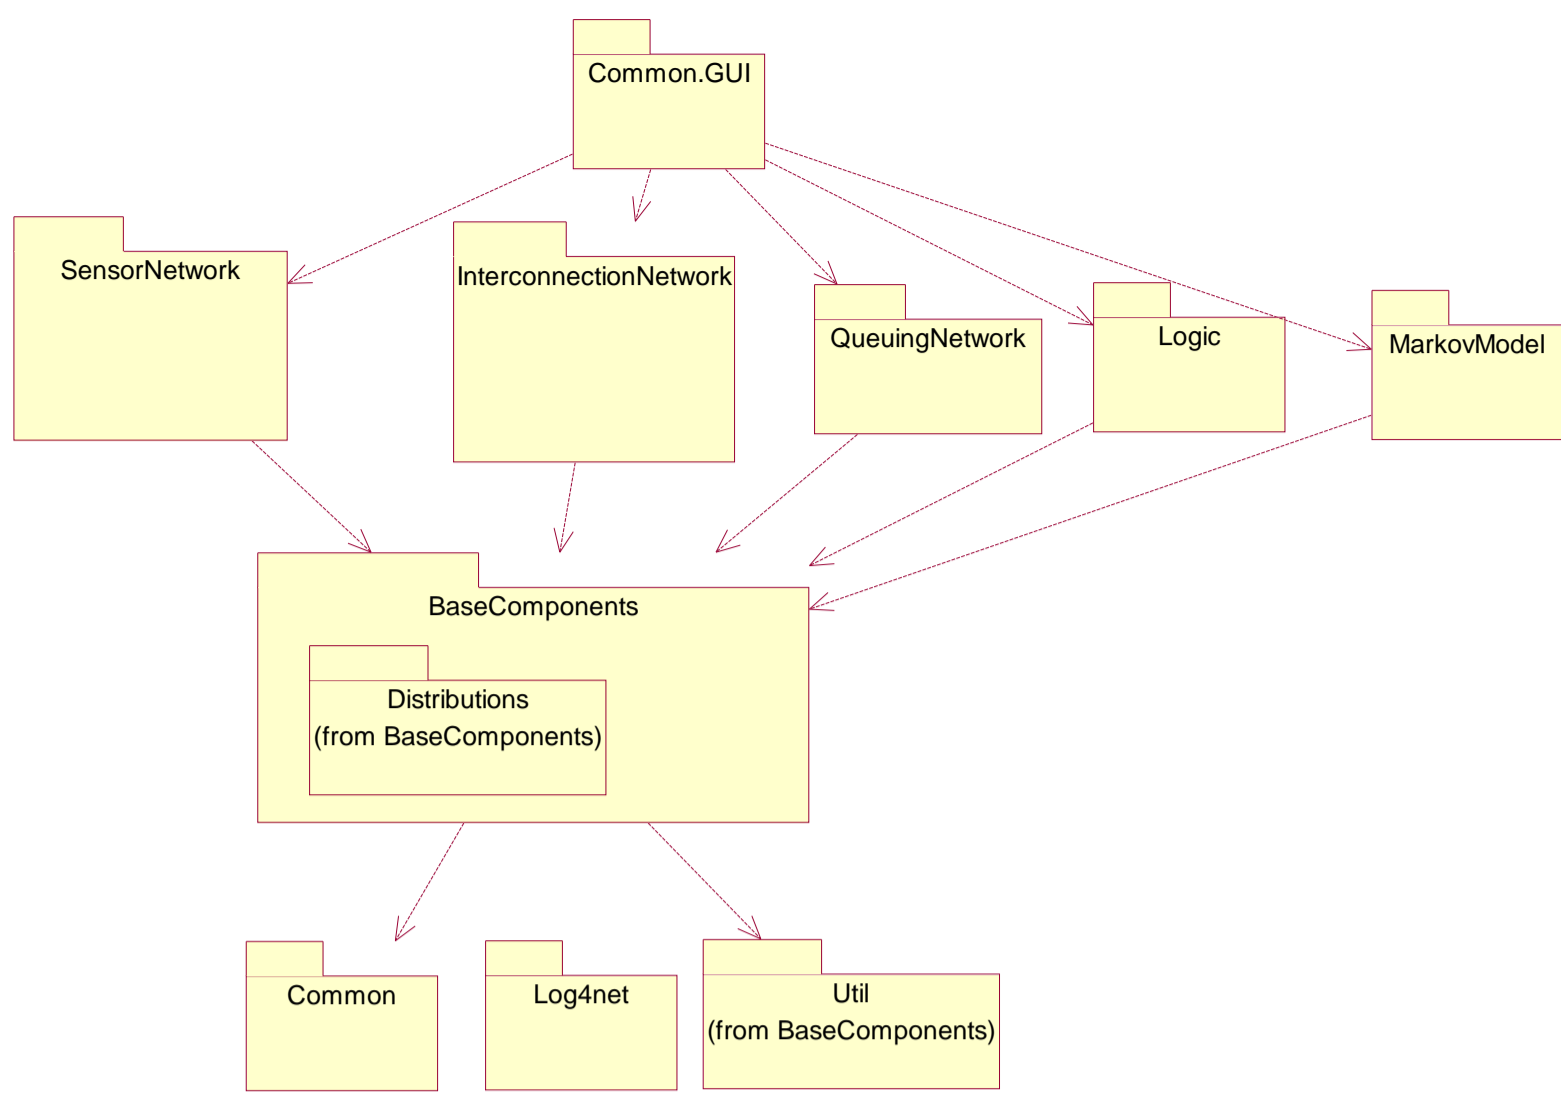 Common.GUI
SensorNetwork
InterconnectionNetwork
QueuingNetwork
Logic
MarkovModel
BaseComponents
Distributions
(from BaseComponents)
Common
Log4net
Util
(from BaseComponents)